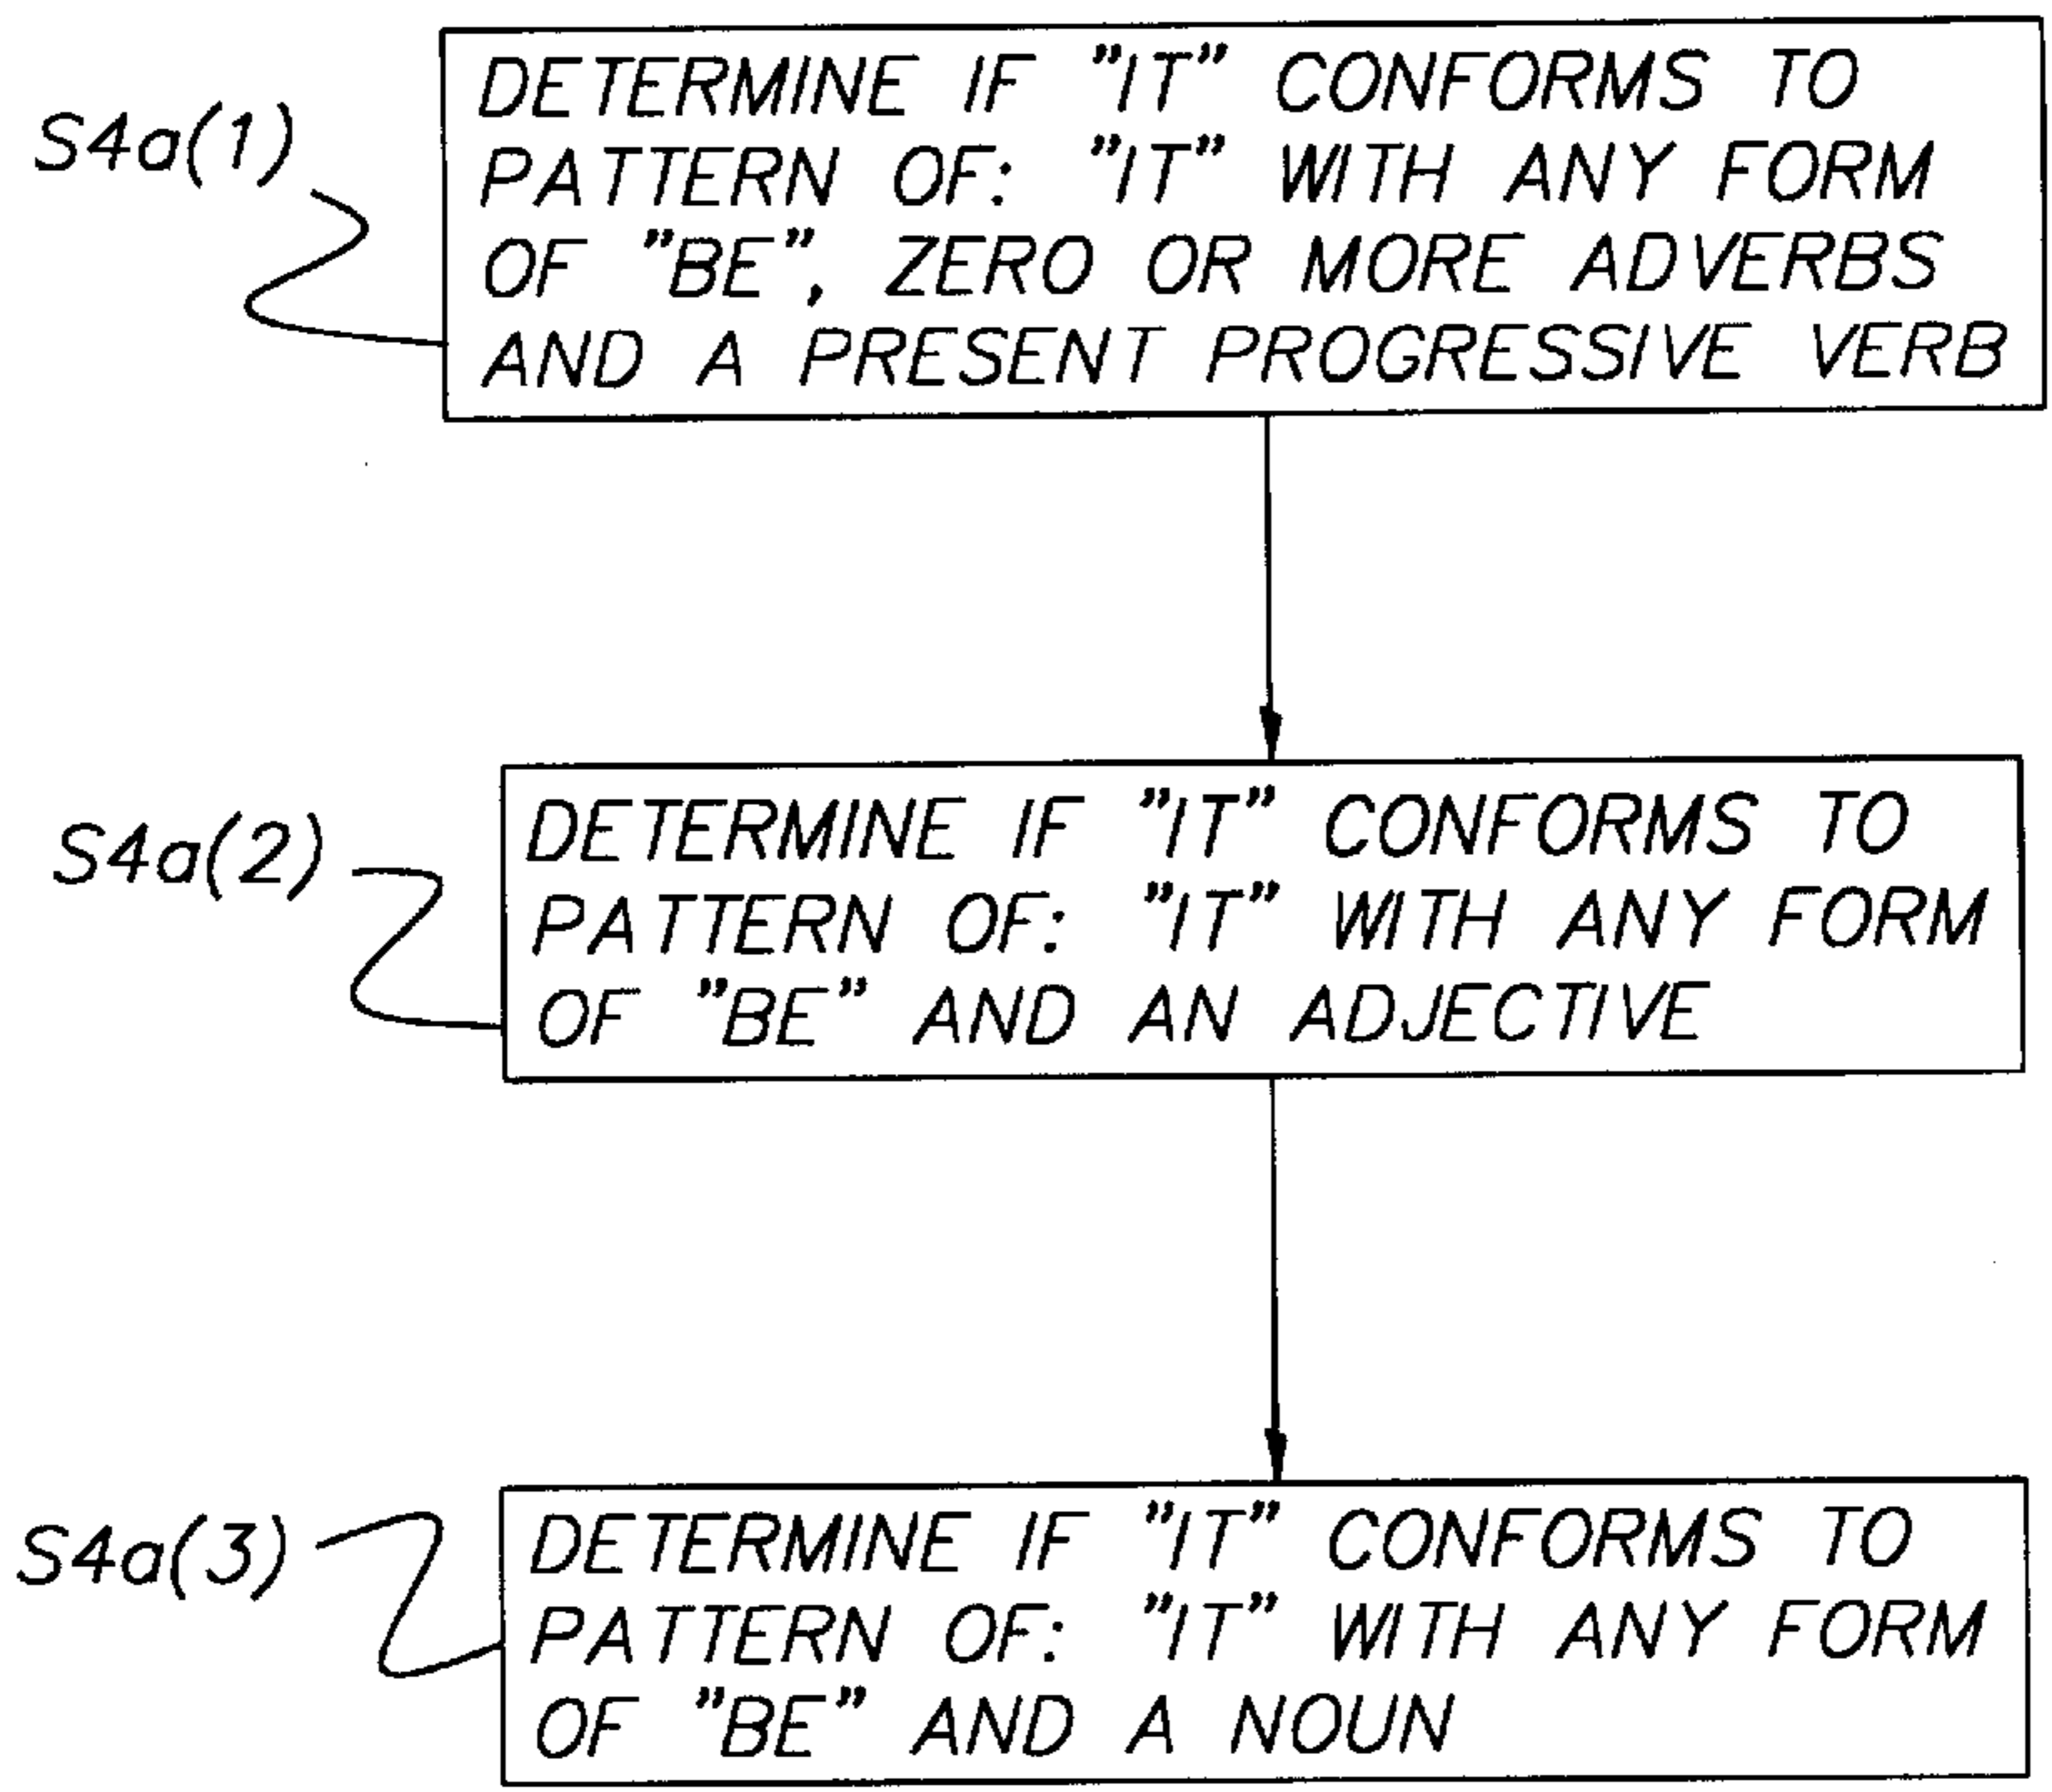 S4a(1)
DETERMINE IF "IT" CONFORMS TO
PATTERN OF: "IT" WITH ANY FORM
OF "BE", ZERO OR MORE ADVERBS
AND A PRESENT PROGRESSIVE VERB
S4a(2)
DETERMINE IF "IT" CONFORMS TO
PATTERN OF: "IT" WITH ANY FORM
OF "BE" AND AN ADJECTIVE
S4a(3)
DETERMINE IF "IT" CONFORMS TO
PATTERN OF: "IT" WITH ANY FORM
OF "BE" AND A NOUN